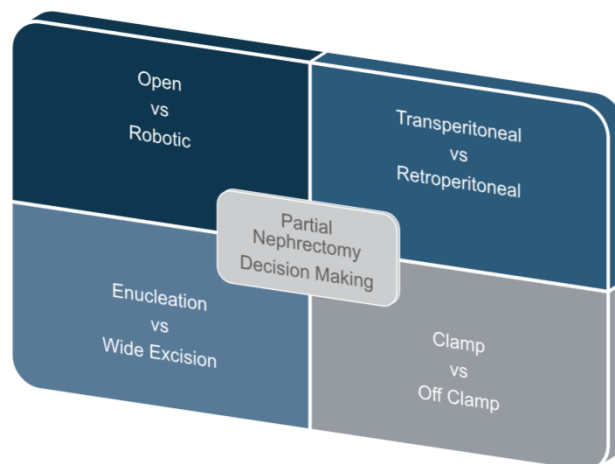 Open
vs
Robotic
Transperitoneal
vs
Retroperitoneal
Partial
Nephrectomy
Decision Making
Enucleation
vs
Wide Excision
Clamp
vs
Off Clamp